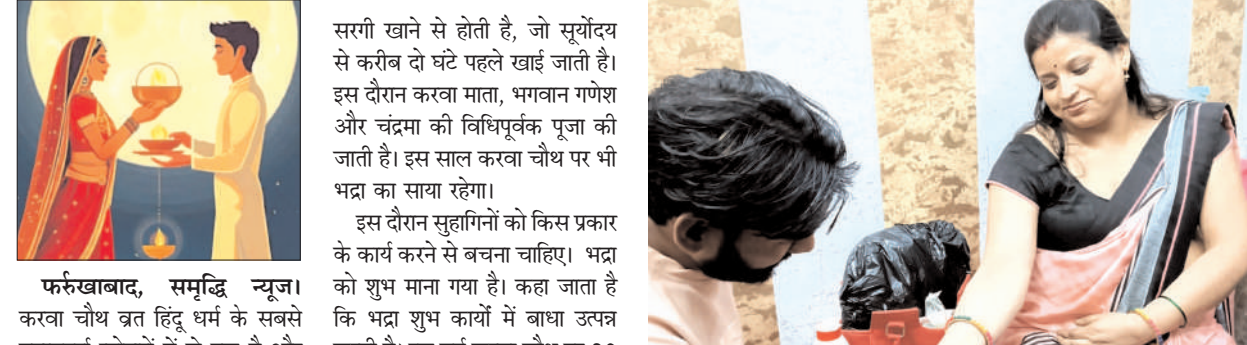 फर्रुखाबाद, समृद्धि न्यूज।
करवा चौथ व्रत हिंदू धर्म के सबसे
सरगी खाने से होती है, जो सूर्योदय
से करीब दो घंटे पहले खाई जाती है।
इस दौरान करवा माता, भगवान गणेश
और चंद्रमा की विधिपूर्वक पूजा की
जाती है। इस साल करवा चौथ पर भी
भद्रा का साया रहेगा।
इस दौरान सुहागिनों को किस प्रकार
के कार्य करने से बचना चाहिए। भद्रा
को शुभ माना गया है। कहा जाता है
कि भद्रा शुभ कार्यों में बाधा उत्पन्न